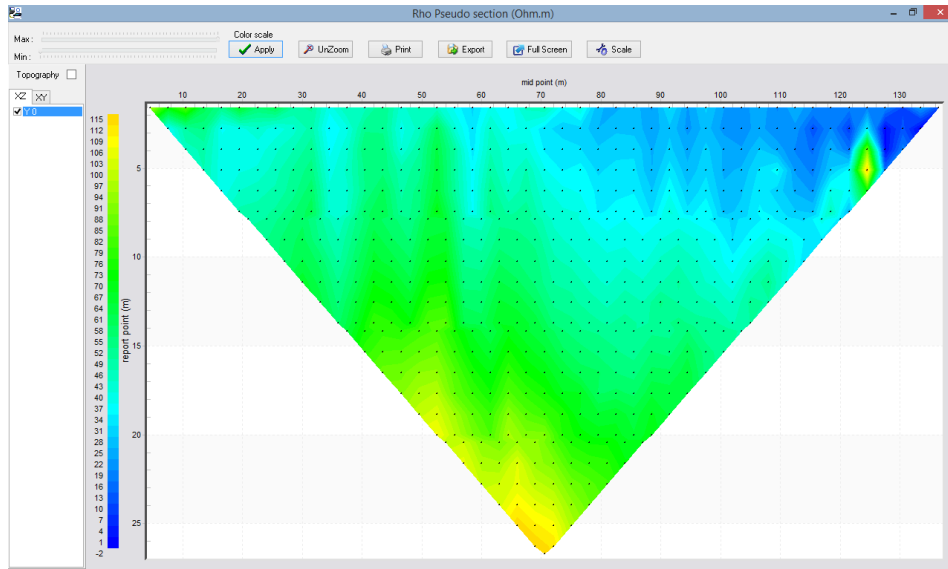 Rho Pseudo section (Ohm.m)
Max :
Min :
Color scale
Apply
UnZoom
Print
Export
Full Screen
Scale
Topography
XZ XY
Y 0
mid point (m)
10 20 30 40 50 60 70 80 90 100 110 120 130
115
112
109
106
103
100
97
94
91
88
85
82
79
76
73
70
67
64
61
58
55
52
49
46
43
40
37
34
31
28
25
22
19
16
13
10
7
4
1
-2
report point (m)
5
10
15
20
25